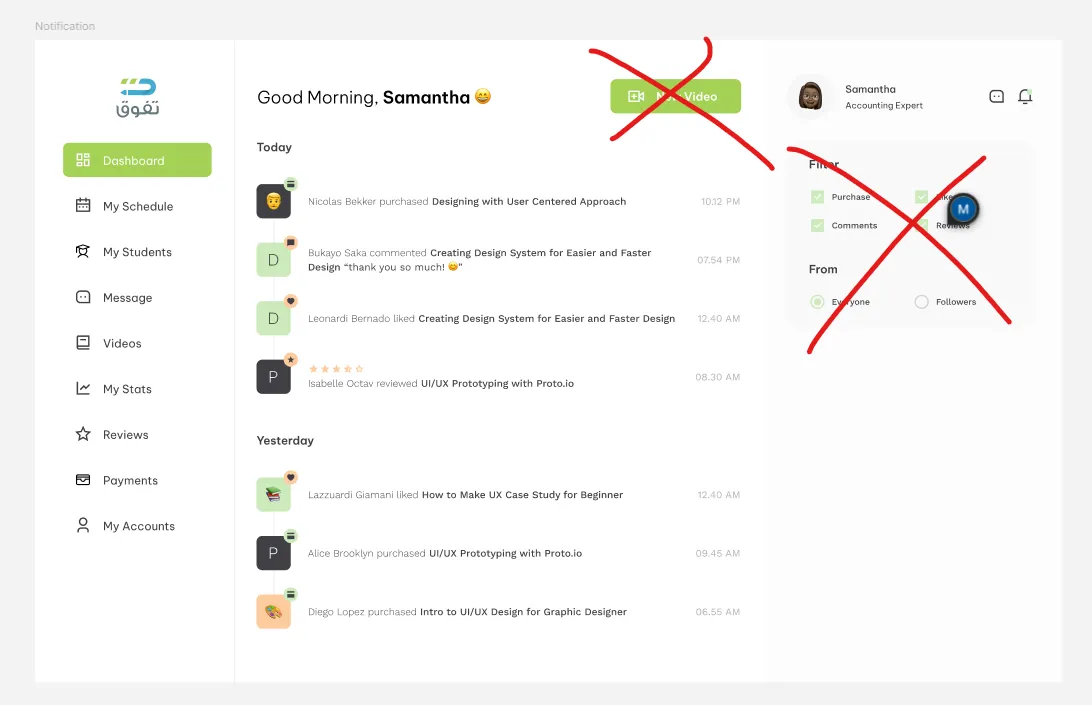 Notification
تفوق
Dashboard
My Schedule
My Students
Message
Videos
My Stats
Reviews
Payments
My Accounts
Good Morning, Samantha 😄
Video
Today
Nicolas Bekker purchased Designing with User Centered Approach
10.12 PM
D
Bukayo Saka commented Creating Design System for Easier and Faster
Design “thank you so much! 😄”
07.54 PM
D
Leonardi Bernado liked Creating Design System for Easier and Faster Design
12.40 AM
P
Isabelle Octav reviewed UI/UX Prototyping with Proto.io
08.30 AM
Yesterday
Lazzuardi Giamani liked How to Make UX Case Study for Beginner
12.40 AM
P
Alice Brooklyn purchased UI/UX Prototyping with Proto.io
09.45 AM
Diego Lopez purchased Intro to UI/UX Design for Graphic Designer
06.55 AM
Samantha
Accounting Expert
Filter
Purchase
M
Comments
Reviews
From
Everyone
Followers